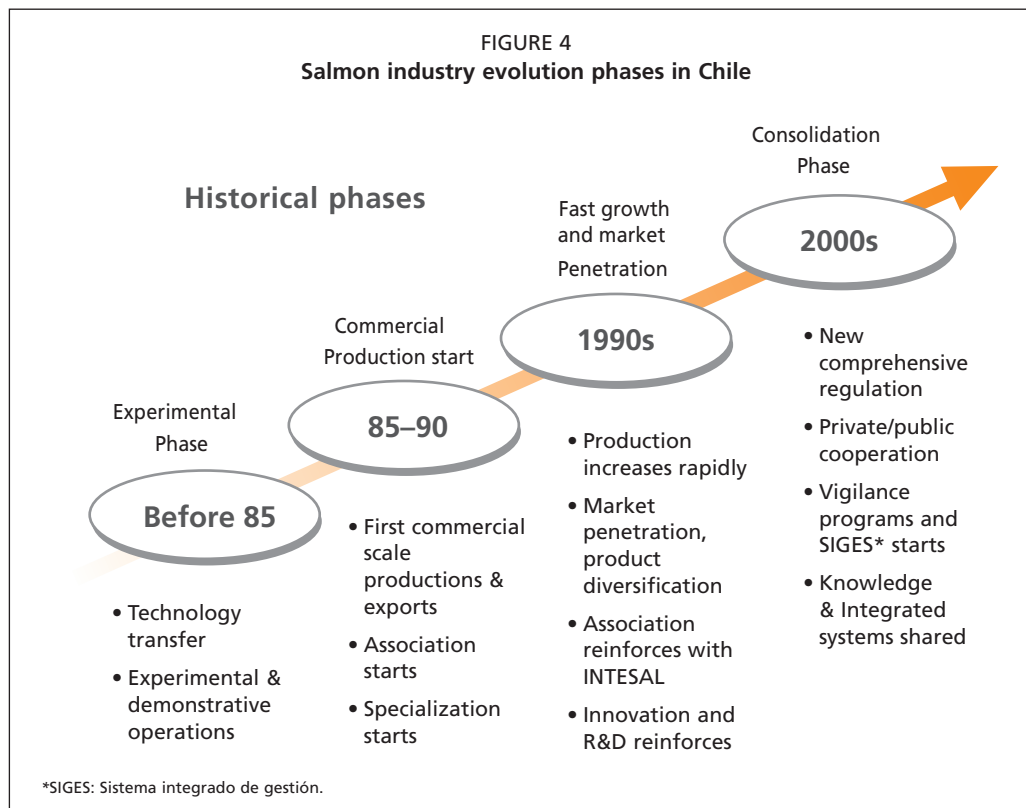 FIGURE 4
Salmon industry evolution phases in Chile
Historical phases
Experimental
Phase
Before 85
• Technology
transfer
• Experimental &
demonstrative
operations
Commercial
Production start
85–90
• First commercial
scale
productions &
exports
• Association
starts
• Specialization
starts
Fast growth
and market
Penetration
1990s
• Production
increases rapidly
• Market
penetration,
product
diversification
• Association
reinforces with
INTESAL
• Innovation and
R&D reinforces
Consolidation
Phase
2000s
• New
comprehensive
regulation
• Private/public
cooperation
• Vigilance
programs and
SIGES* starts
• Knowledge
& Integrated
systems shared
*SIGES: Sistema integrado de gestión.